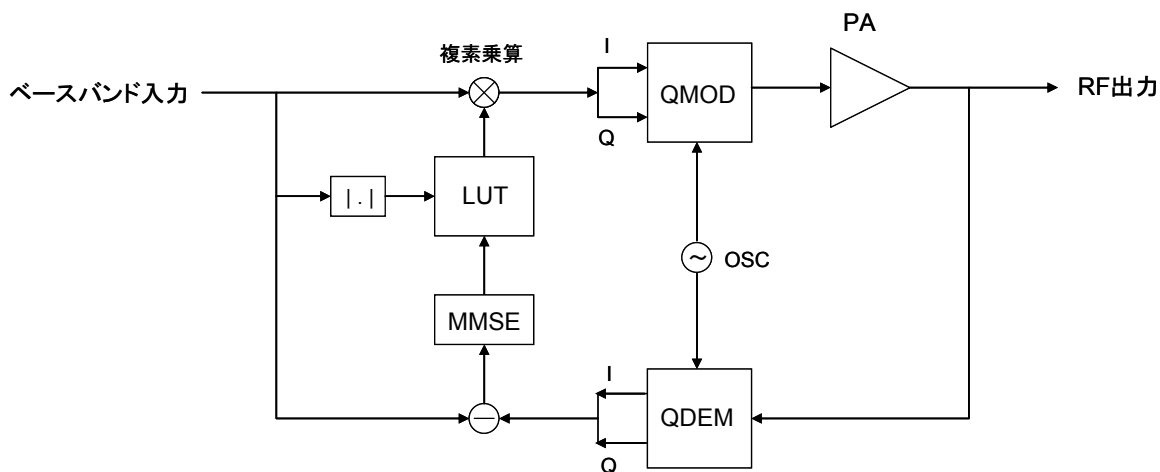 PA
複素乗算
I
ベースバンド入力
QMOD
RF出力
Q
|.|
LUT
~
OSC
MMSE
I
QDEM
Q